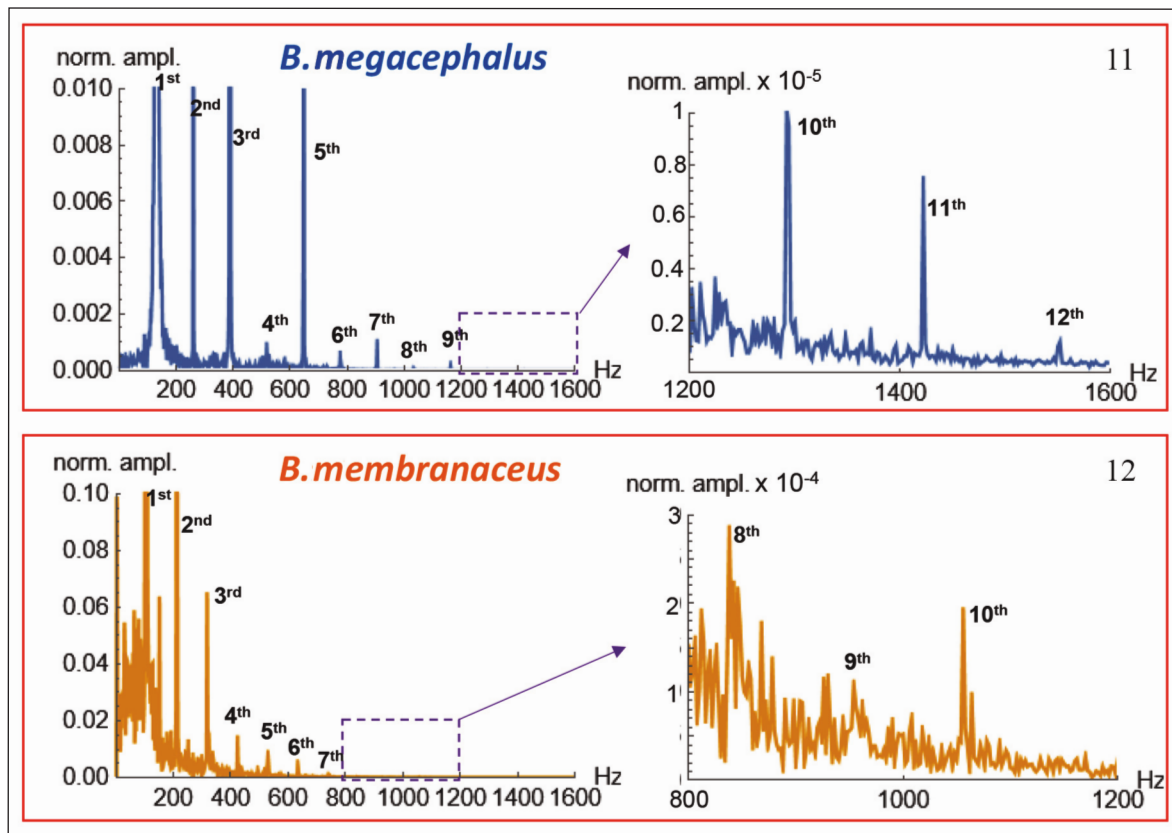 B. megacephalus
11
norm. ampl.
0.010
0.008
0.006
0.004
0.002
0.000
1st
2nd
3rd
4th
5th
6th
7th
8th
9th
200 400 600 800 1000 1200 1400 1600 Hz
norm. ampl. x 10-5
1
0.8
0.6
0.4
0.2
10th
11th
12th
1200 1400 1600 Hz
B. membranaceus
12
norm. ampl.
0.10
0.08
0.06
0.04
0.02
0.00
1st
2nd
3rd
4th
5th
6th
7th
200 400 600 800 1000 1200 1400 1600 Hz
norm. ampl. x 10-4
3
2
1
8th
9th
10th
800 1000 1200 Hz